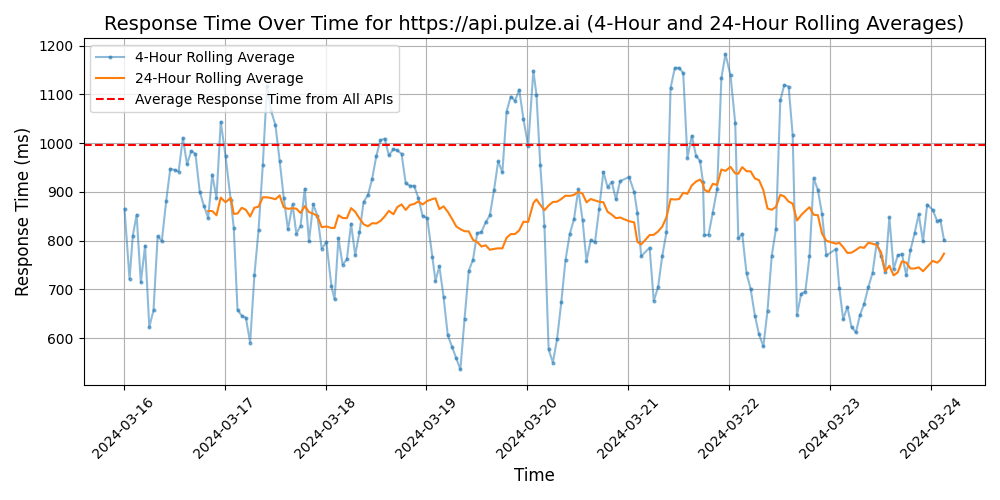 Response Time Over Time for https://api.pulze.ai (4-Hour and 24-Hour Rolling Averages)
4-Hour Rolling Average
24-Hour Rolling Average
Average Response Time from All APIs
Response Time (ms)
1200
1100
1000
900
800
700
600
2024-03-16
2024-03-17
2024-03-18
2024-03-19
2024-03-20
2024-03-21
2024-03-22
2024-03-23
2024-03-24
Time